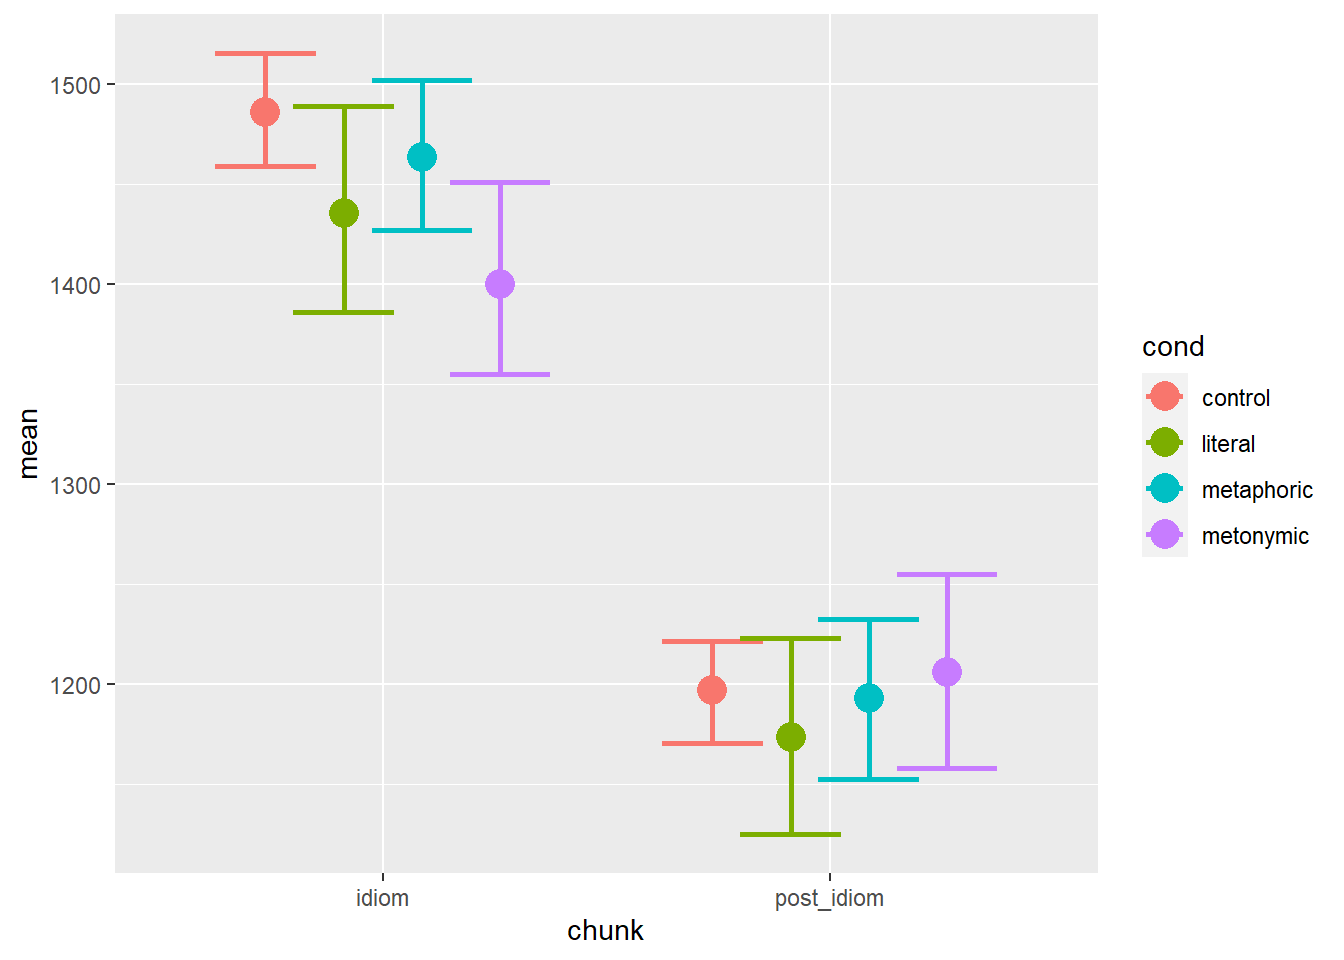 1500
1400
1300
1200
mean
idiom
post_idiom
chunk
cond
control
literal
metaphoric
metonymic